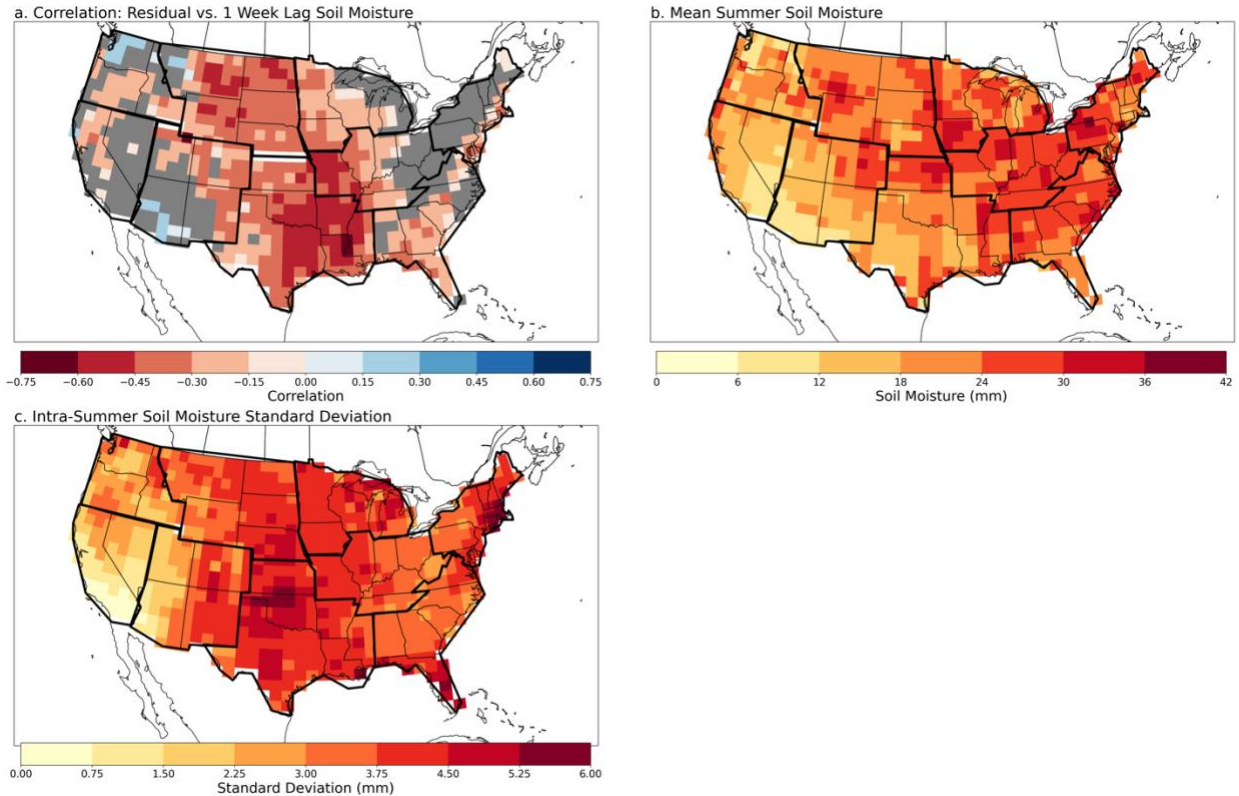 a. Correlation: Residual vs. 1 Week Lag Soil Moisture
−0.75 −0.60 −0.45 −0.30 −0.15 0.00 0.15 0.30 0.45 0.60 0.75
Correlation
b. Mean Summer Soil Moisture
0 6 12 18 24 30 36 42
Soil Moisture (mm)
c. Intra-Summer Soil Moisture Standard Deviation
0.00 0.75 1.50 2.25 3.00 3.75 4.50 5.25 6.00
Standard Deviation (mm)